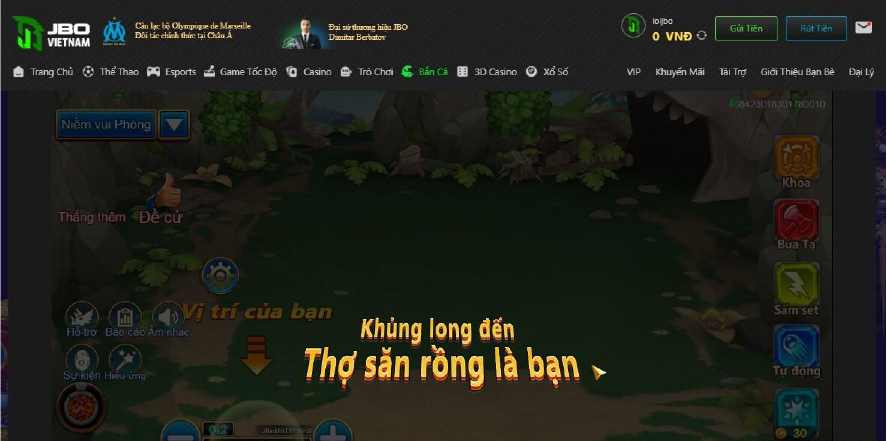 JBO
VIETNAM
Câu lạc bộ Olympique de Marseille
Đối tác chính thức tại Châu Á
Đại sứ thương hiệu JBO
Dimitar Berbatov
lojbo
0 VNĐ
Gửi Tiền
Rút Tiền
Trang Chủ
Thể Thao
Esports
Game Tốc Độ
Casino
Trò Chơi
Bắn Cá
3D Casino
Xổ Số
VIP
Khuyến Mãi
Tài Trợ
Giới Thiệu Bạn Bè
Đại Lý
Niềm vui Phòng
Khóa
Thắng thêm
Đề cử
Búa Tạ
Sấm sét
Vị trí của bạn
Hỗ trợ
Báo cáo
Âm nhạc
Khủng long đến
Thợ săn rồng là bạn
Tự động
Sự kiện
Hiệu ứng
0.2
30